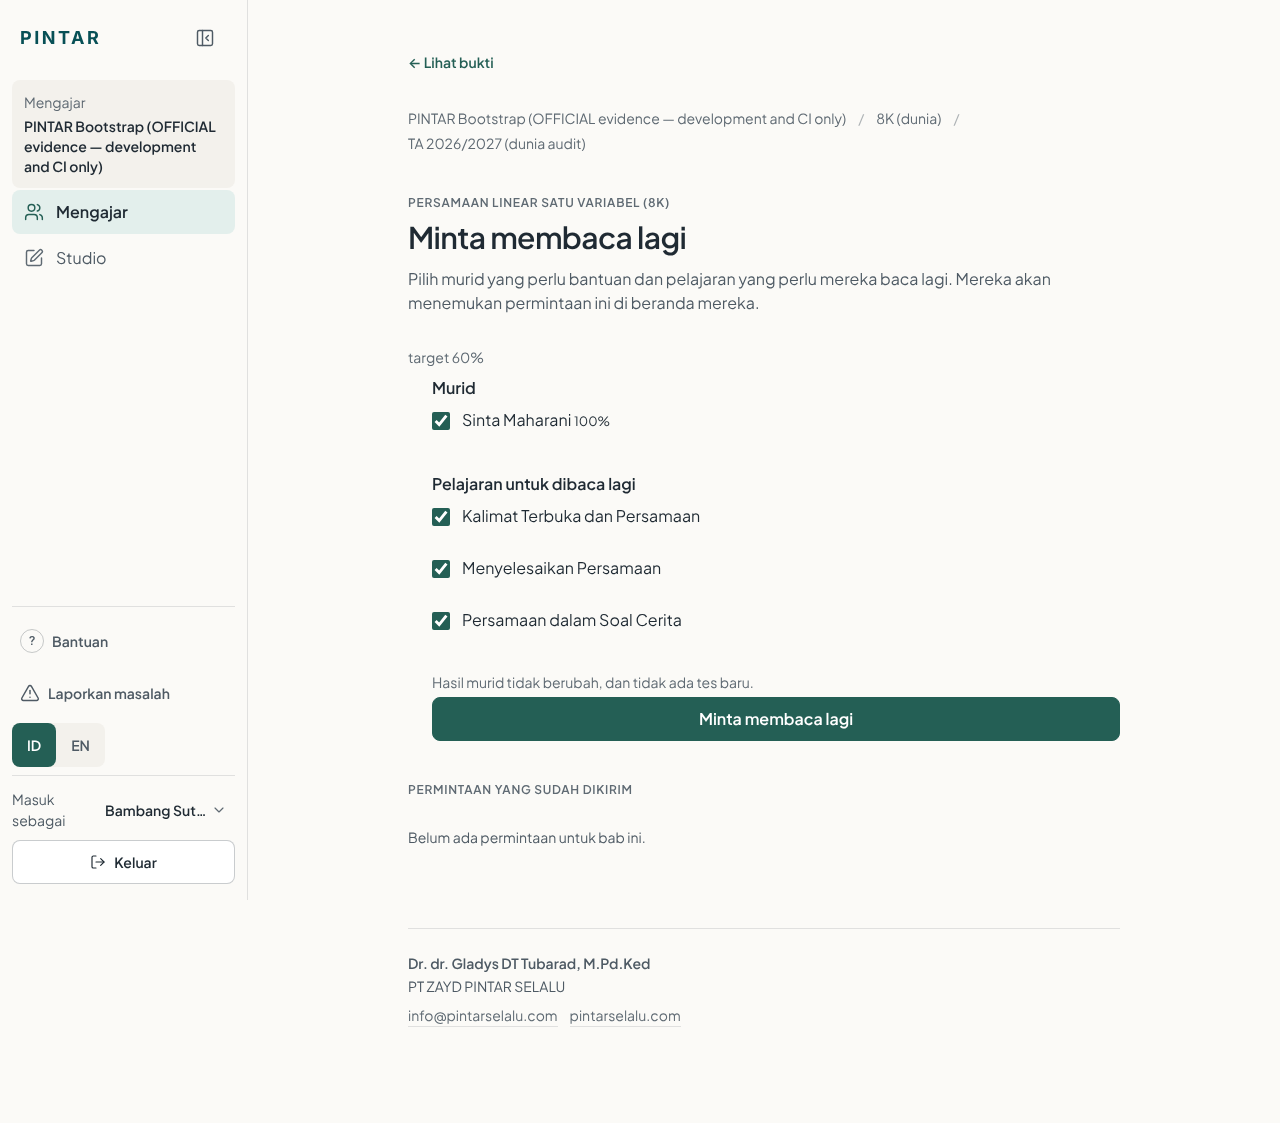 PINTAR
Mengajar
PINTAR Bootstrap (OFFICIAL
evidence — development
and CI only)
Mengajar
Studio
? Bantuan
Laporkan masalah
ID EN
Masuk
sebagai
Bambang Sut...
Keluar
← Lihat bukti
PINTAR Bootstrap (OFFICIAL evidence — development and CI only) / 8K (dunia) /
TA 2026/2027 (dunia audit)
PERSAMAAN LINEAR SATU VARIABEL (8K)
Minta membaca lagi
Pilih murid yang perlu bantuan dan pelajaran yang perlu mereka baca lagi. Mereka akan
menemukan permintaan ini di beranda mereka.
target 60%
Murid
Sinta Maharani 100%
Pelajaran untuk dibaca lagi
Kalimat Terbuka dan Persamaan
Menyelesaikan Persamaan
Persamaan dalam Soal Cerita
Hasil murid tidak berubah, dan tidak ada tes baru.
Minta membaca lagi
PERMINTAAN YANG SUDAH DIKIRIM
Belum ada permintaan untuk bab ini.
Dr. dr. Gladys DT Tubarad, M.Pd.Ked
PT ZAYD PINTAR SELALU
info@pintarselalu.com pintarselalu.com